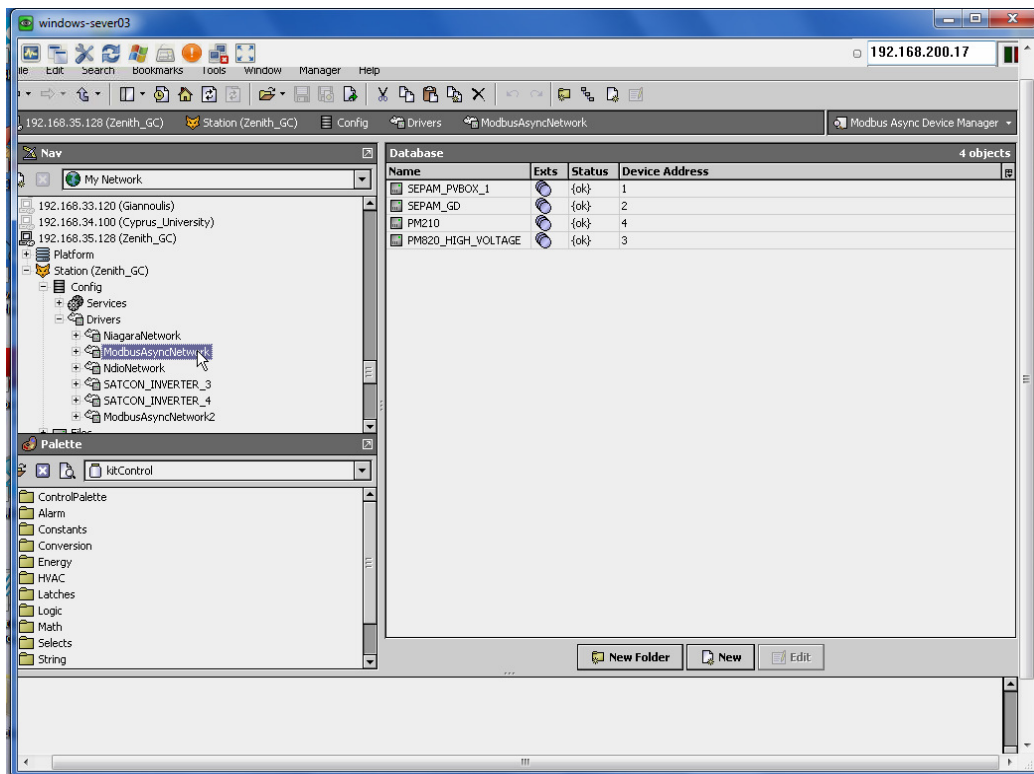 windows-sever03
192.168.200.17
ile Edit Search Bookmarks Tools Window Manager Help
192.168.35.128 (Zenith_GC) Station (Zenith_GC) Config Drivers ModbusAsyncNetwork Modbus Async Device Manager
Nav
My Network
192.168.33.120 (Giannoulis)
192.168.34.100 (Cyprus_University)
192.168.35.128 (Zenith_GC)
Platform
Station (Zenith_GC)
Config
Services
Drivers
NiagaraNetwork
ModbusAsyncNetwork
NdioNetwork
SATCON_INVERTER_3
SATCON_INVERTER_4
ModbusAsyncNetwork2
Files
Palette
kitControl
ControlPalette
Alarm
Constants
Conversion
Energy
HVAC
Latches
Logic
Math
Selects
String
Database 4 objects
Name Exts Status Device Address
SEPAM_PVBOX_1 {ok} 1
SEPAM_GD {ok} 2
PM210 {ok} 4
PM820_HIGH_VOLTAGE {ok} 3
New Folder New Edit